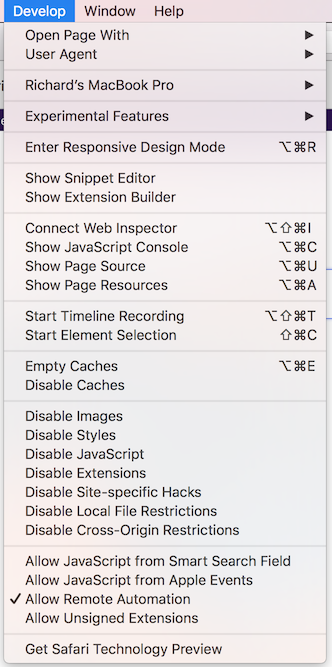 Develop Window Help
Open Page With ▶
User Agent ▶
Richard’s MacBook Pro ▶
Experimental Features ▶
Enter Responsive Design Mode ⌥⌘R
Show Snippet Editor
Show Extension Builder
Connect Web Inspector ⌥⇧⌘I
Show JavaScript Console ⌥⌘C
Show Page Source ⌥⌘U
Show Page Resources ⌥⌘A
Start Timeline Recording ⌥⇧⌘T
Start Element Selection ⇧⌘C
Empty Caches ⌥⌘E
Disable Caches
Disable Images
Disable Styles
Disable JavaScript
Disable Extensions
Disable Site-specific Hacks
Disable Local File Restrictions
Disable Cross-Origin Restrictions
Allow JavaScript from Smart Search Field
Allow JavaScript from Apple Events
✓ Allow Remote Automation
Allow Unsigned Extensions
Get Safari Technology Preview